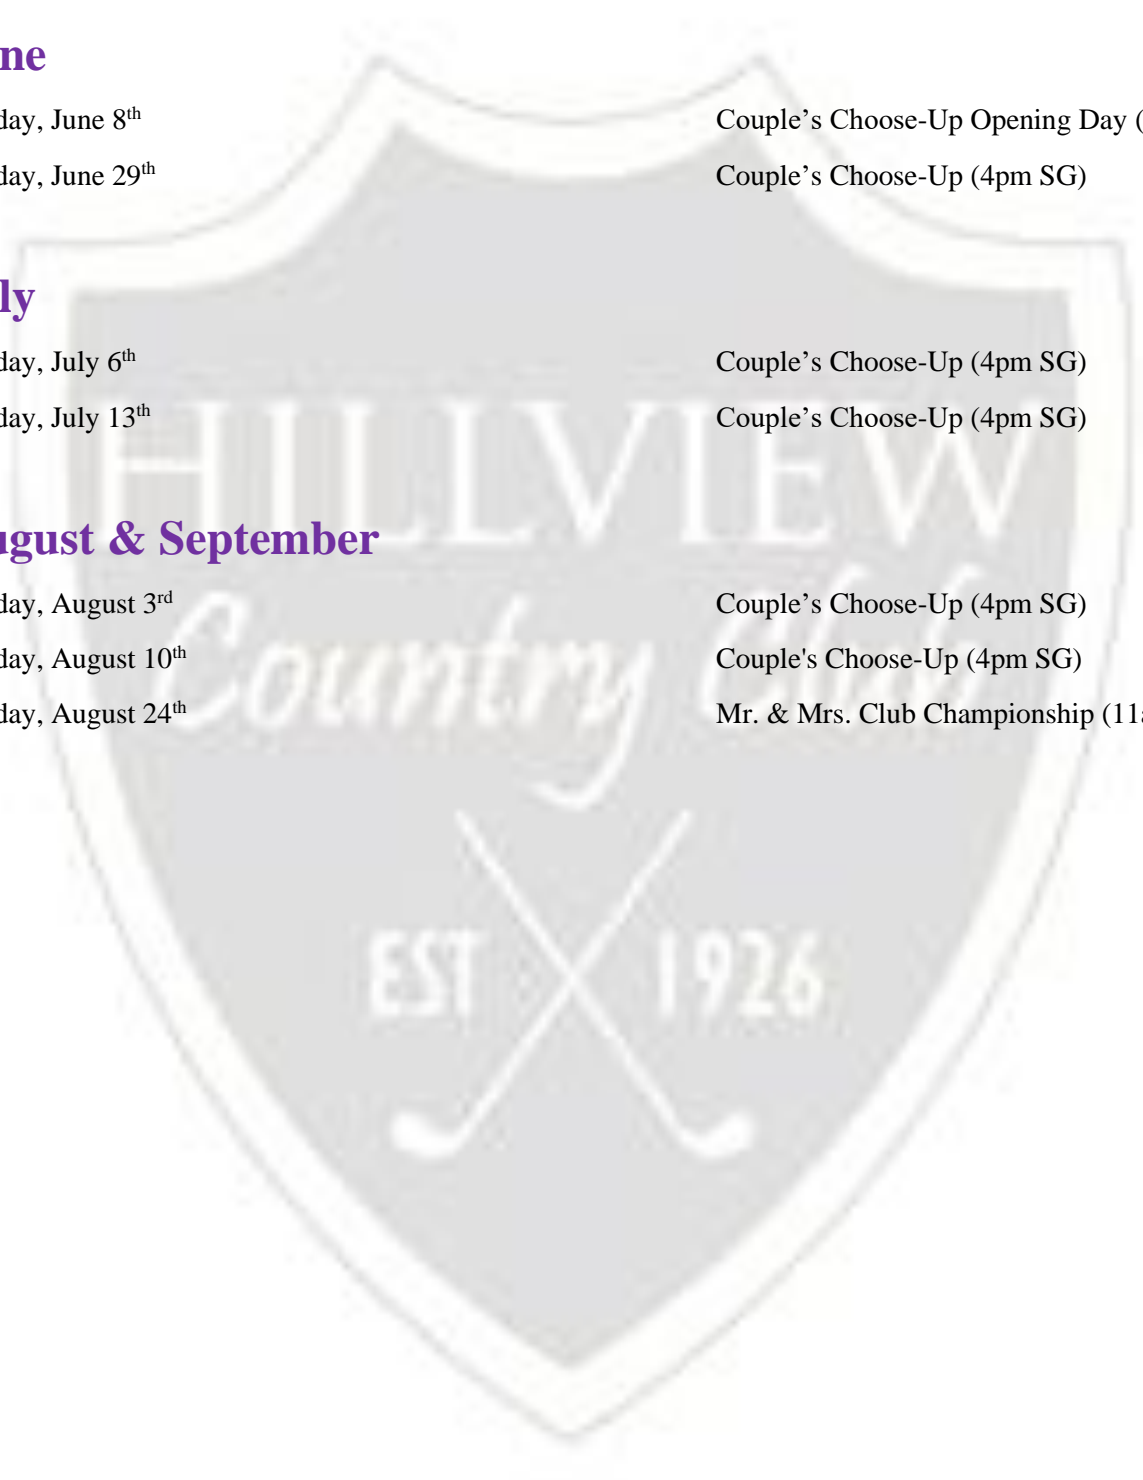 ne
day, June 8th Couple’s Choose-Up Opening Day (
day, June 29th Couple’s Choose-Up (4pm SG)
ly
day, July 6th Couple’s Choose-Up (4pm SG)
day, July 13th Couple’s Choose-Up (4pm SG)
HILLVIEW
ugust & September
day, August 3rd Couple’s Choose-Up (4pm SG)
day, August 10th Couple's Choose-Up (4pm SG)
Country Club
day, August 24th Mr. & Mrs. Club Championship (11a
EST 1926